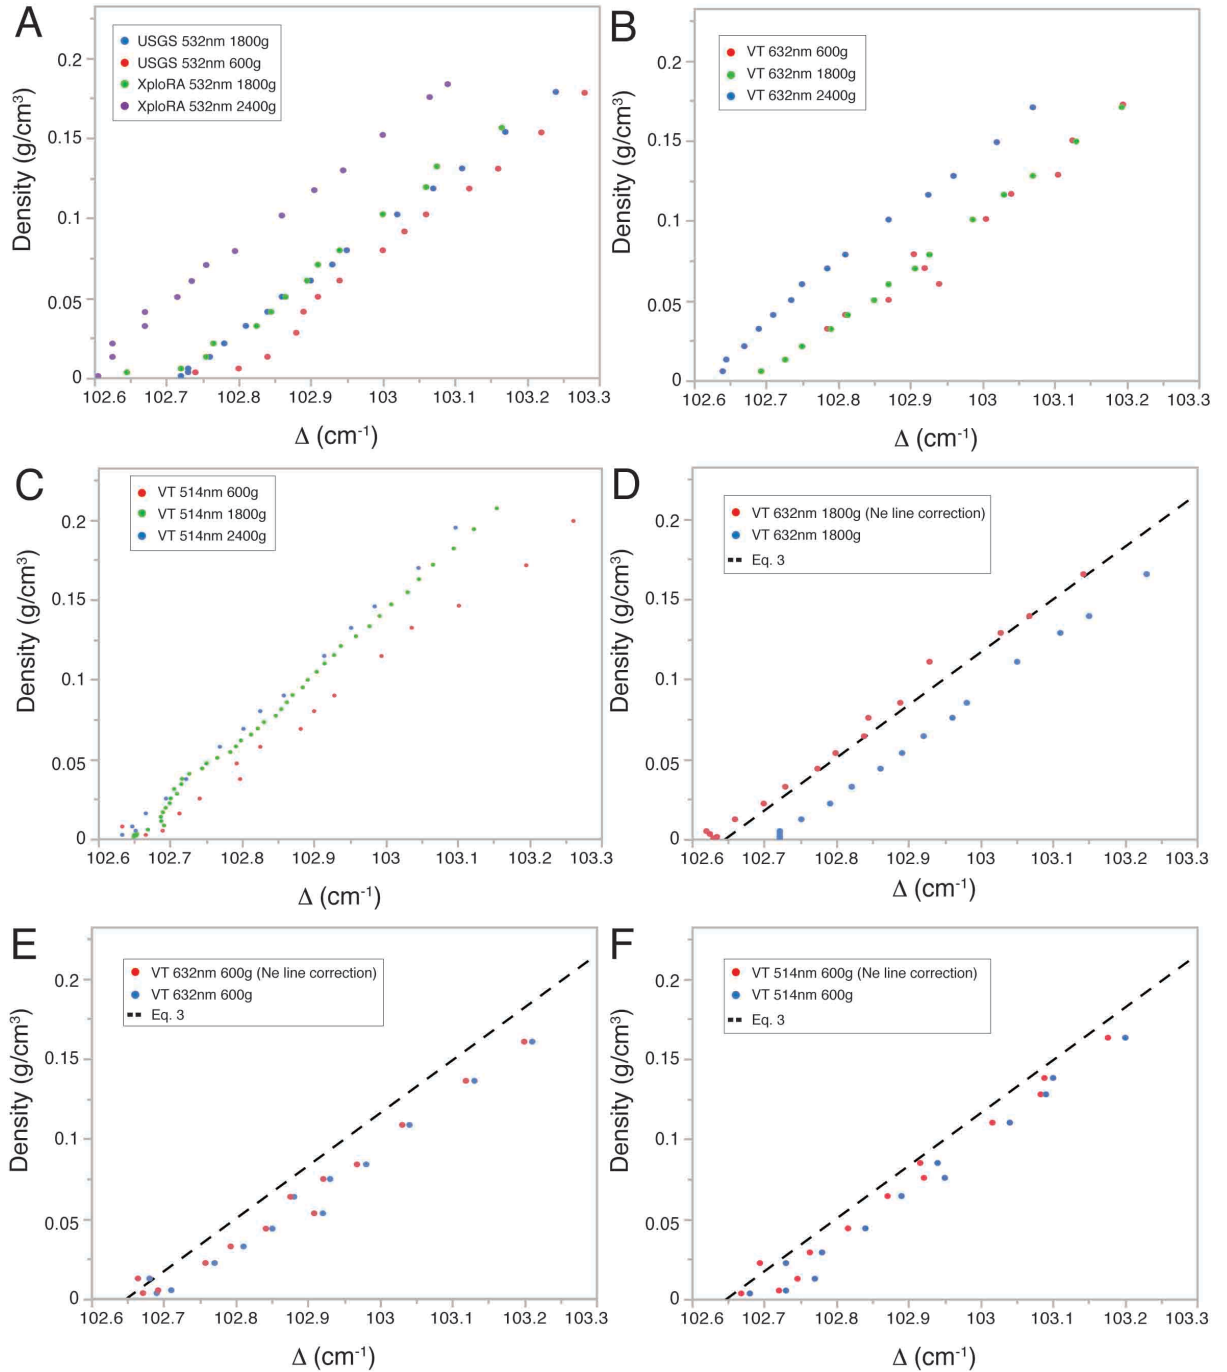 A
USGS 532nm 1800g
USGS 532nm 600g
XploRA 532nm 1800g
XploRA 532nm 2400g
0.2
0.15
0.1
0.05
0
Density (g/cm³)
102.6 102.7 102.8 102.9 103 103.1 103.2 103.3
Δ (cm⁻¹)
B
VT 632nm 600g
VT 632nm 1800g
VT 632nm 2400g
0.2
0.15
0.1
0.05
0
Density (g/cm³)
102.6 102.7 102.8 102.9 103 103.1 103.2 103.3
Δ (cm⁻¹)
C
VT 514nm 600g
VT 514nm 1800g
VT 514nm 2400g
0.2
0.15
0.1
0.05
0
Density (g/cm³)
102.6 102.7 102.8 102.9 103 103.1 103.2 103.3
Δ (cm⁻¹)
D
VT 632nm 1800g (Ne line correction)
VT 632nm 1800g
Eq. 3
0.2
0.15
0.1
0.05
0
Density (g/cm³)
102.6 102.7 102.8 102.9 103 103.1 103.2 103.3
Δ (cm⁻¹)
E
VT 632nm 600g (Ne line correction)
VT 632nm 600g
Eq. 3
0.2
0.15
0.1
0.05
0
Density (g/cm³)
102.6 102.7 102.8 102.9 103 103.1 103.2 103.3
Δ (cm⁻¹)
F
VT 514nm 600g (Ne line correction)
VT 514nm 600g
Eq. 3
0.2
0.15
0.1
0.05
0
Density (g/cm³)
102.6 102.7 102.8 102.9 103 103.1 103.2 103.3
Δ (cm⁻¹)